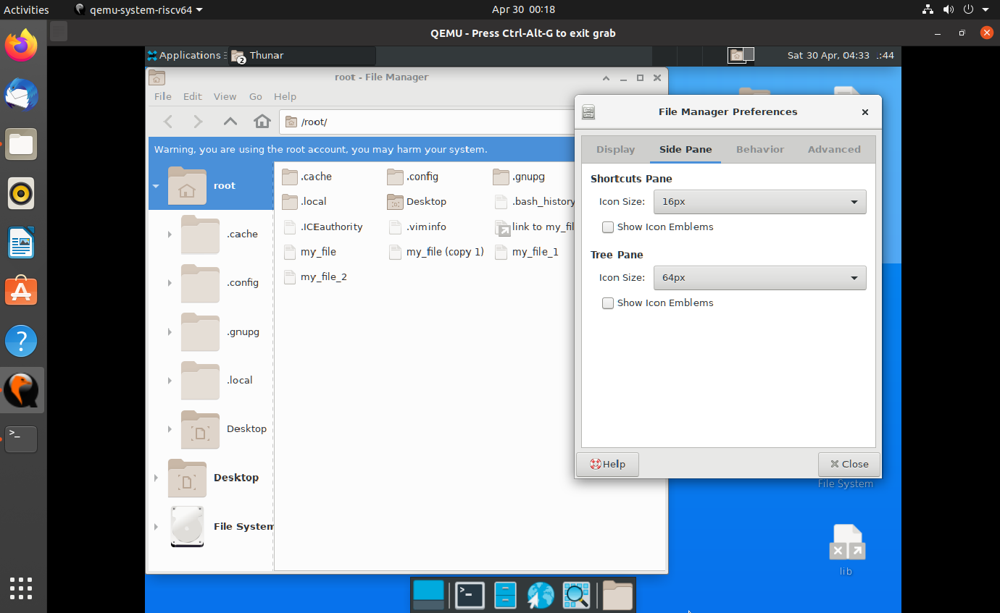 Activities
qemu-system-riscv64
Apr 30 00:18
QEMU - Press Ctrl-Alt-G to exit grab
Applications
2
Thunar
Sat 30 Apr, 04:33
.:44
root - File Manager
File Edit View Go Help
/root/
Warning, you are using the root account, you may harm your system.
root
.cache
.config
.gnupg
.local
Desktop
Desktop
File System
.cache
.config
.gnupg
.local
Desktop
.bash_history
.ICEauthority
.viminfo
link to my_fil
my_file
my_file (copy 1)
my_file_1
my_file_2
File Manager Preferences
Display Side Pane Behavior Advanced
Shortcuts Pane
Icon Size: 16px
Show Icon Emblems
Tree Pane
Icon Size: 64px
Show Icon Emblems
Help
Close
File System
lib